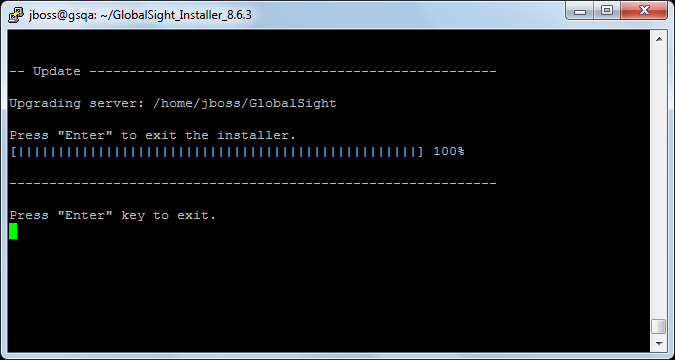 jboss@gsqa: ~/GlobalSight_Installer_8.6.3
-- Update ---------------------------------------------------
Upgrading server: /home/jboss/GlobalSight
Press "Enter" to exit the installer.
[||||||||||||||||||||||||||||||||||||||||||||||||||] 100%
-------------------------------------------------------------
Press "Enter" key to exit.